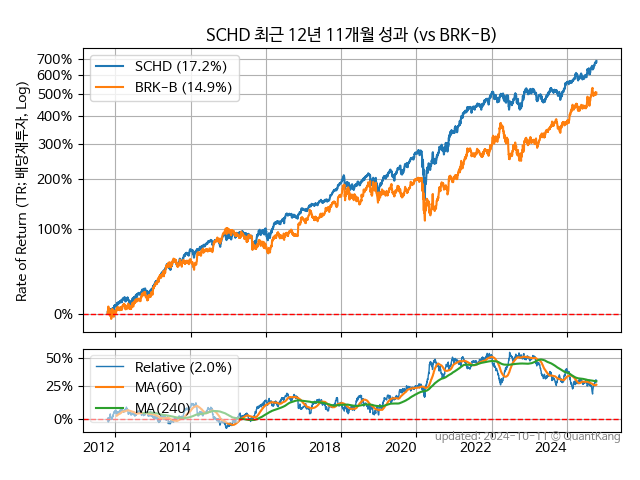 SCHD 최근 12년 11개월 성과 (vs BRK-B)
Rate of Return (TR: 배당재투자, Log)
700%
600%
500%
400%
300%
200%
100%
0%
SCHD (17.2%)
BRK-B (14.9%)
50%
25%
0%
Relative (2.0%)
MA(60)
MA(240)
2012 2014 2016 2018 2020 2022 2024
updated: 2024-10-11 © QuantKang